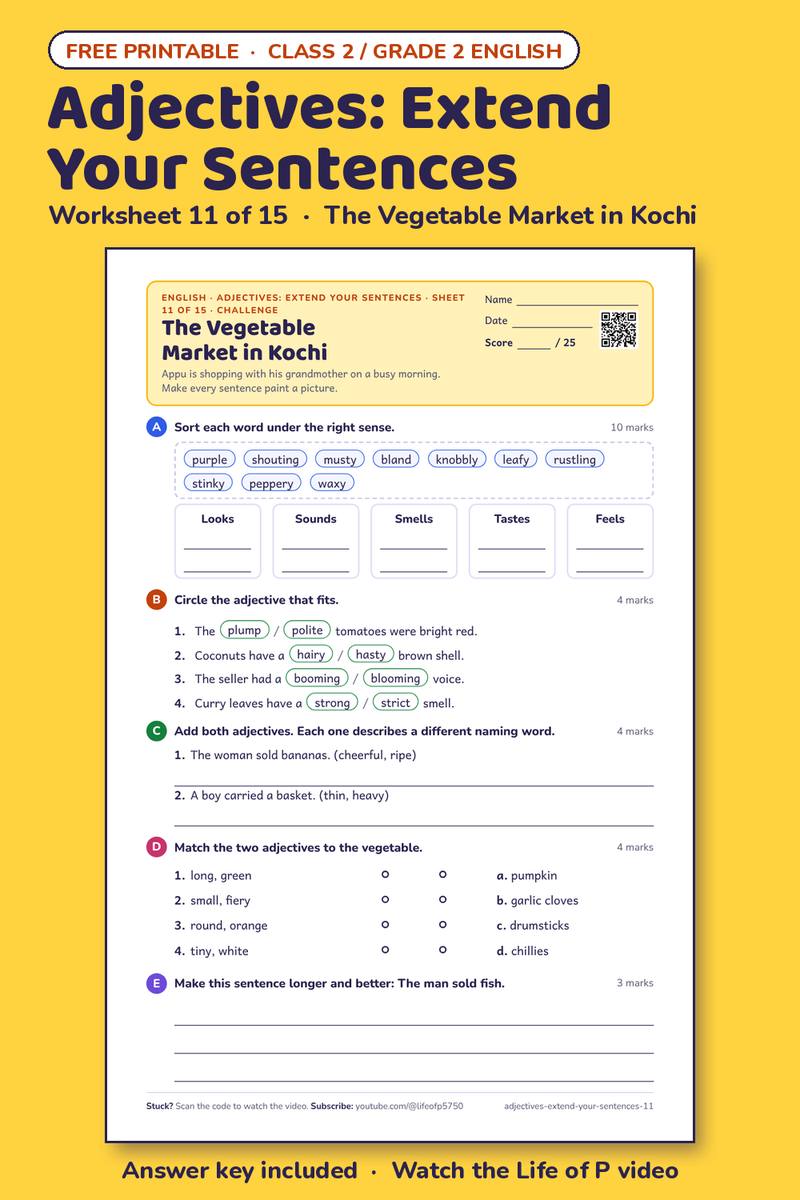 FREE PRINTABLE · CLASS 2 / GRADE 2 ENGLISH
Adjectives: Extend
Your Sentences
Worksheet 11 of 15 · The Vegetable Market in Kochi
ENGLISH · ADJECTIVES: EXTEND YOUR SENTENCES · SHEET
11 OF 15 · CHALLENGE
The Vegetable
Market in Kochi
Appu is shopping with his grandmother on a busy morning.
Make every sentence paint a picture.
Name
Date
Score / 25
A Sort each word under the right sense. 10 marks
purple shouting musty bland knobbly leafy rustling
stinky peppery waxy
Looks Sounds Smells Tastes Feels
B Circle the adjective that fits. 4 marks
1. The plump / polite tomatoes were bright red.
2. Coconuts have a hairy / hasty brown shell.
3. The seller had a booming / blooming voice.
4. Curry leaves have a strong / strict smell.
C Add both adjectives. Each one describes a different naming word. 4 marks
1. The woman sold bananas. (cheerful, ripe)
2. A boy carried a basket. (thin, heavy)
D Match the two adjectives to the vegetable. 4 marks
1. long, green a. pumpkin
2. small, fiery b. garlic cloves
3. round, orange c. drumsticks
4. tiny, white d. chillies
E Make this sentence longer and better: The man sold fish. 3 marks
Stuck? Scan the code to watch the video. Subscribe: youtube.com/@lifeofp5750 adjectives-extend-your-sentences-11
Answer key included · Watch the Life of P video